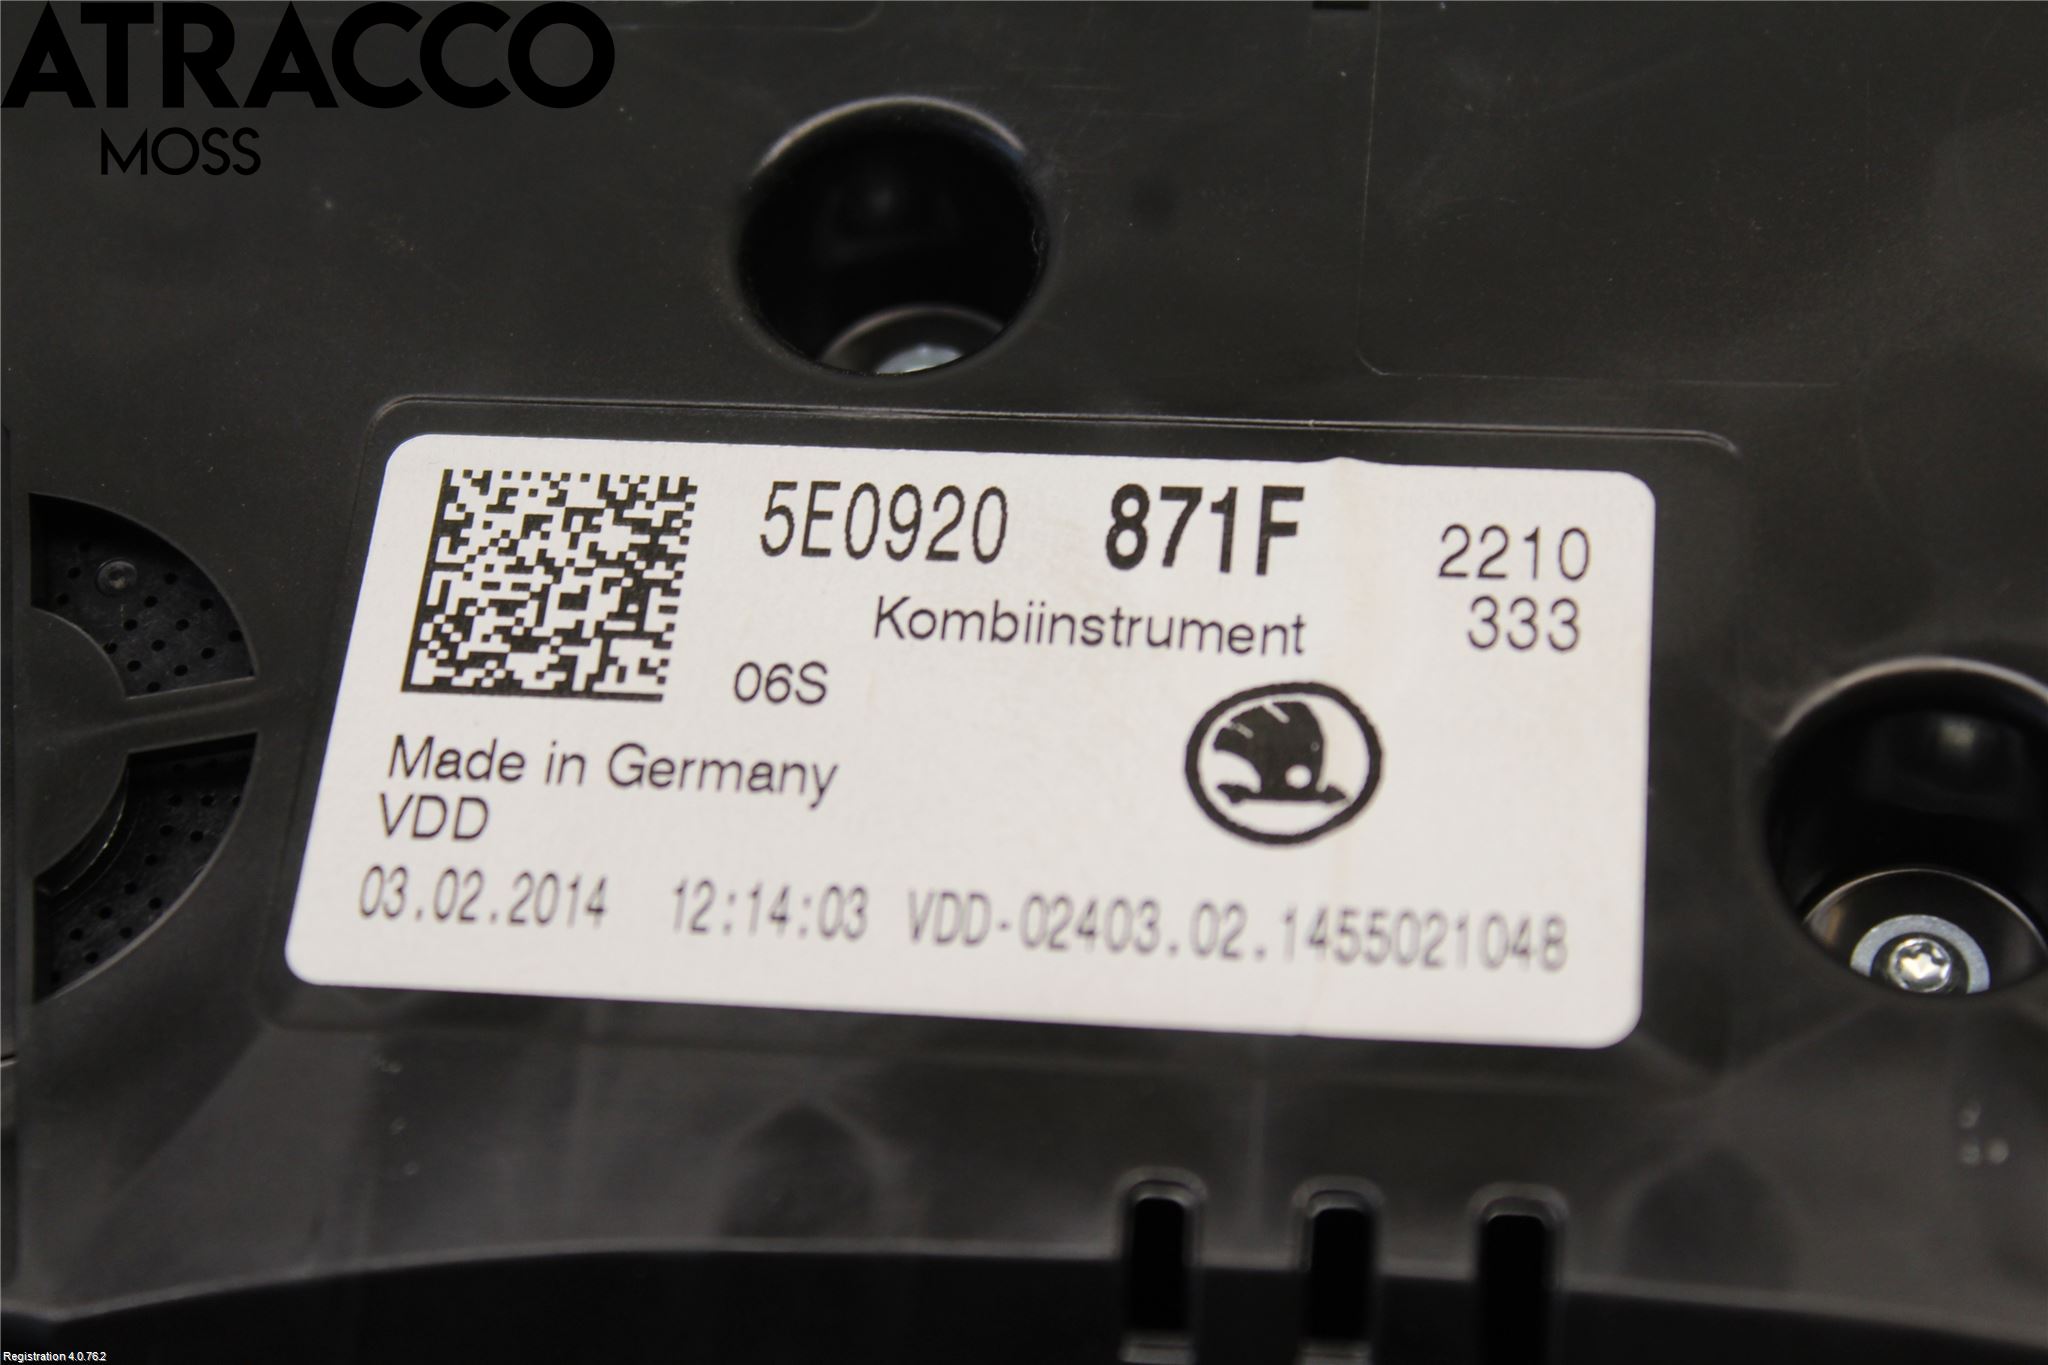 ATRACCO
MOSS
5E0920 871F 2210
Kombiinstrument 333
06S
Made in Germany
VDD
03.02.2014 12:14:03 VDD-02403.02.1455021048
Registration 4.0.76.2